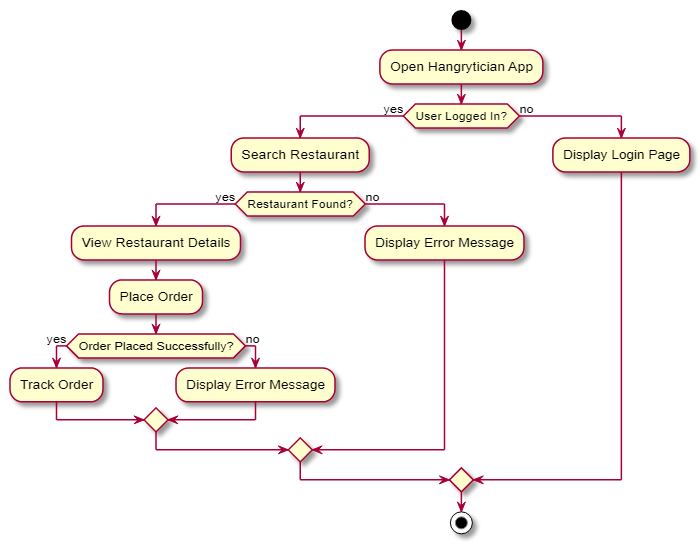 Open Hangrytician App
yes
User Logged In?
no
Search Restaurant
Display Login Page
yes
Restaurant Found?
no
View Restaurant Details
Display Error Message
Place Order
yes
Order Placed Successfully?
no
Track Order
Display Error Message